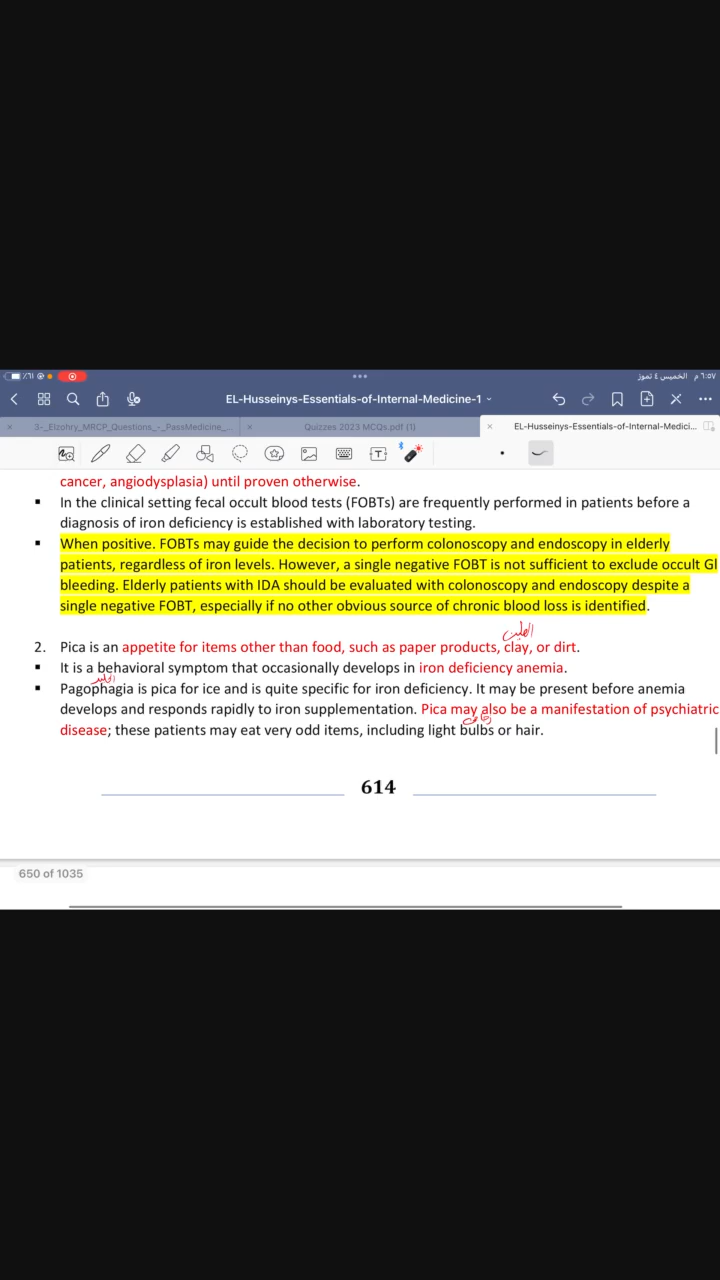 ٪٦١
٦:٥٧ م الخميس ٤ تموز
EL-Husseinys-Essentials-of-Internal-Medicine-1
3-_Elzohry_MRCP_Questions_-_PassMedicine_...
Quizzes 2023 MCQs.pdf (1)
EL-Husseinys-Essentials-of-Internal-Medici...
cancer, angiodysplasia) until proven otherwise.
▪ In the clinical setting fecal occult blood tests (FOBTs) are frequently performed in patients before a
diagnosis of iron deficiency is established with laboratory testing.
▪ When positive. FOBTs may guide the decision to perform colonoscopy and endoscopy in elderly
patients, regardless of iron levels. However, a single negative FOBT is not sufficient to exclude occult GI
bleeding. Elderly patients with IDA should be evaluated with colonoscopy and endoscopy despite a
single negative FOBT, especially if no other obvious source of chronic blood loss is identified.
الطين
2. Pica is an appetite for items other than food, such as paper products, clay, or dirt.
▪ It is a behavioral symptom that occasionally develops in iron deficiency anemia.
▪ Pagophagia is pica for ice and is quite specific for iron deficiency. It may be present before anemia
develops and responds rapidly to iron supplementation. Pica may also be a manifestation of psychiatric
disease; these patients may eat very odd items, including light bulbs or hair.
614
650 of 1035